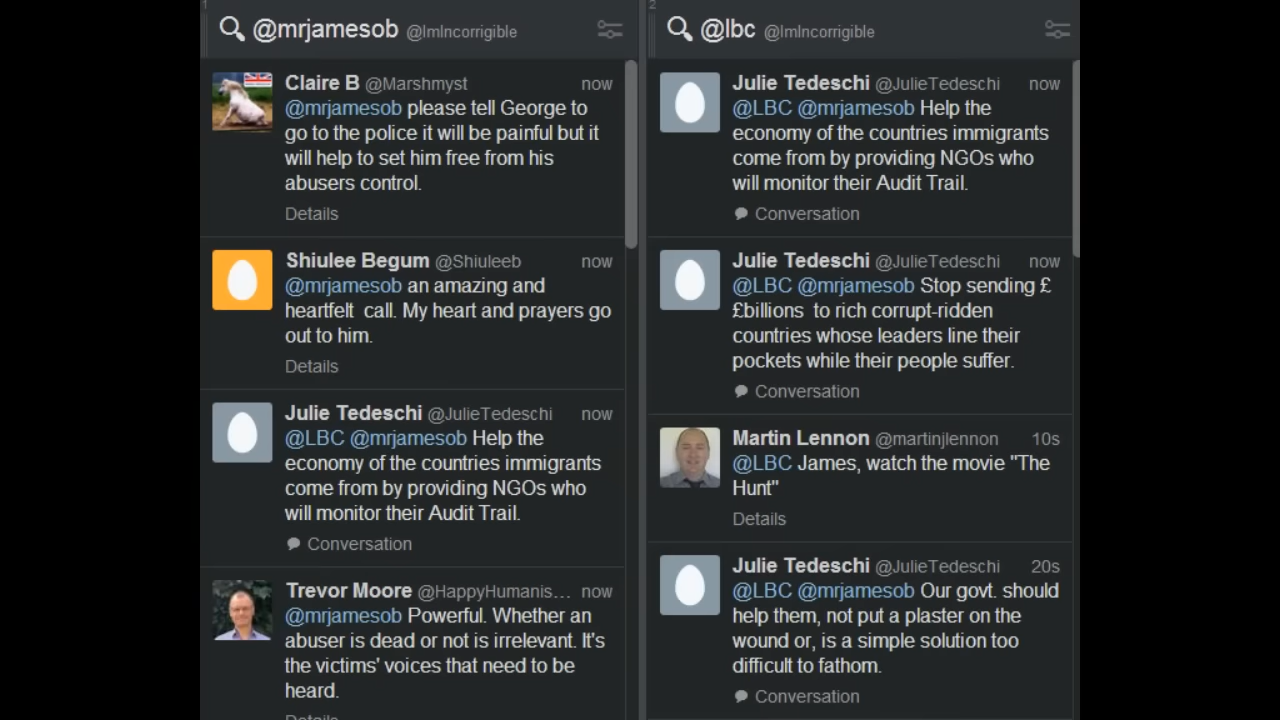 1
@mrjamesob @ImIncorrigible
Claire B @Marshmyst now
@mrjamesob please tell George to
go to the police it will be painful but it
will help to set him free from his
abusers control.
Details
Shiulee Begum @Shiuleeb now
@mrjamesob an amazing and
heartfelt call. My heart and prayers go
out to him.
Details
Julie Tedeschi @JulieTedeschi now
@LBC @mrjamesob Help the
economy of the countries immigrants
come from by providing NGOs who
will monitor their Audit Trail.
Conversation
Trevor Moore @HappyHumanis... now
@mrjamesob Powerful. Whether an
abuser is dead or not is irrelevant. It's
the victims' voices that need to be
heard.
Details
2
@lbc @ImIncorrigible
Julie Tedeschi @JulieTedeschi now
@LBC @mrjamesob Help the
economy of the countries immigrants
come from by providing NGOs who
will monitor their Audit Trail.
Conversation
Julie Tedeschi @JulieTedeschi now
@LBC @mrjamesob Stop sending £
£billions to rich corrupt-ridden
countries whose leaders line their
pockets while their people suffer.
Conversation
Martin Lennon @martinjlennon 10s
@LBC James, watch the movie "The
Hunt"
Details
Julie Tedeschi @JulieTedeschi 20s
@LBC @mrjamesob Our govt. should
help them, not put a plaster on the
wound or, is a simple solution too
difficult to fathom.
Conversation